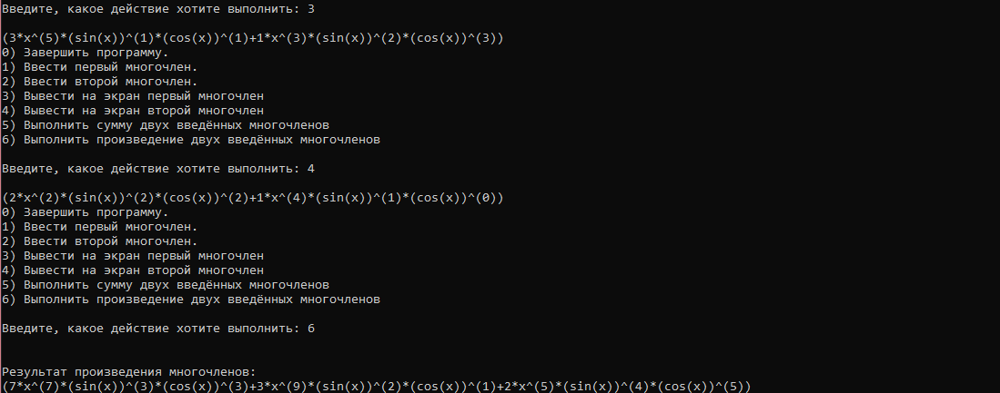 Введите, какое действие хотите выполнить: 3
(3*x^(5)*(sin(x))^(1)*(cos(x))^(1)+1*x^(3)*(sin(x))^(2)*(cos(x))^(3))
0) Завершить программу.
1) Ввести первый многочлен.
2) Ввести второй многочлен.
3) Вывести на экран первый многочлен
4) Вывести на экран второй многочлен
5) Выполнить сумму двух введённых многочленов
6) Выполнить произведение двух введённых многочленов
Введите, какое действие хотите выполнить: 4
(2*x^(2)*(sin(x))^(2)*(cos(x))^(2)+1*x^(4)*(sin(x))^(1)*(cos(x))^(0))
0) Завершить программу.
1) Ввести первый многочлен.
2) Ввести второй многочлен.
3) Вывести на экран первый многочлен
4) Вывести на экран второй многочлен
5) Выполнить сумму двух введённых многочленов
6) Выполнить произведение двух введённых многочленов
Введите, какое действие хотите выполнить: 6
Результат произведения многочленов:
(7*x^(7)*(sin(x))^(3)*(cos(x))^(3)+3*x^(9)*(sin(x))^(2)*(cos(x))^(1)+2*x^(5)*(sin(x))^(4)*(cos(x))^(5))